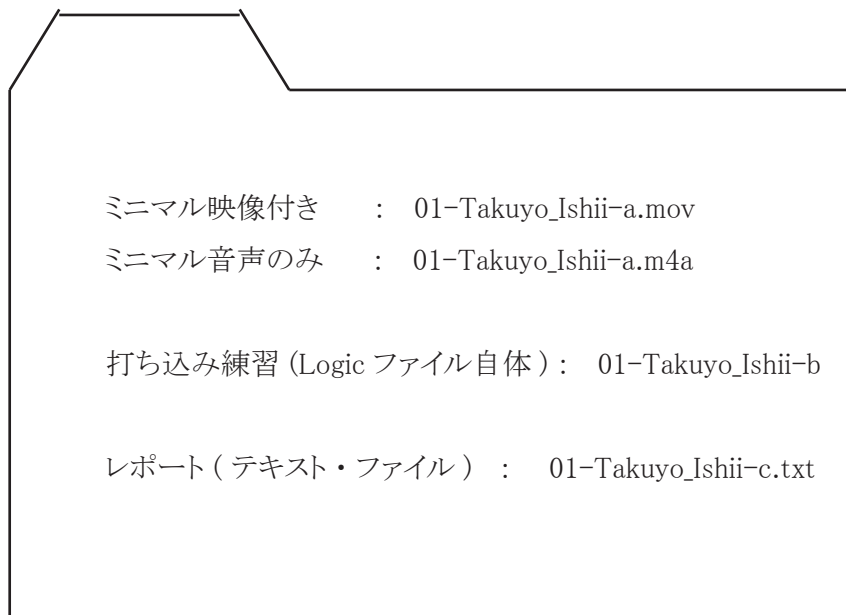 ミニマル映像付き : 01-Takuyo_Ishii-a.mov
ミニマル音声のみ : 01-Takuyo_Ishii-a.m4a
打ち込み練習 (Logic ファイル自体 ) : 01-Takuyo_Ishii-b
レポート ( テキスト・ファイル ) : 01-Takuyo_Ishii-c.txt